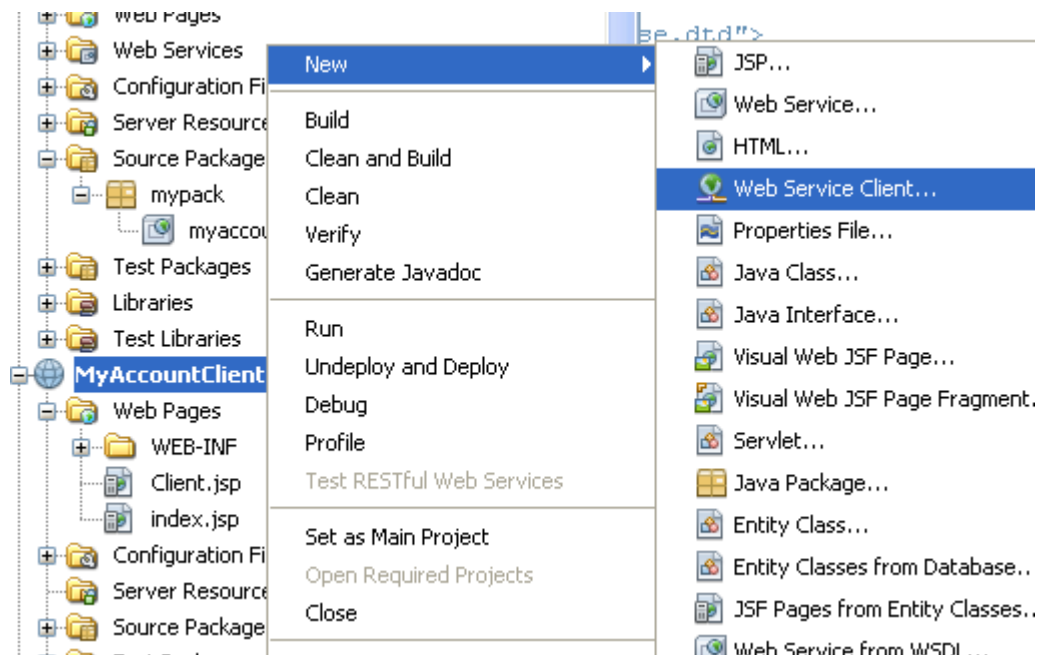 Web Pages
Web Services
Configuration Fi
Server Resource
Source Package
mypack
myaccou
Test Packages
Libraries
Test Libraries
MyAccountClient
Web Pages
WEB-INF
Client.jsp
index.jsp
Configuration Fi
Server Resource
Source Package
se.dtd">
New
Build
Clean and Build
Clean
Verify
Generate Javadoc
Run
Undeploy and Deploy
Debug
Profile
Test RESTful Web Services
Set as Main Project
Open Required Projects
Close
JSP...
Web Service...
HTML...
Web Service Client...
Properties File...
Java Class...
Java Interface...
Visual Web JSF Page...
Visual Web JSF Page Fragment.
Servlet...
Java Package...
Entity Class...
Entity Classes from Database..
JSF Pages from Entity Classes..
Web Service from WSDL...